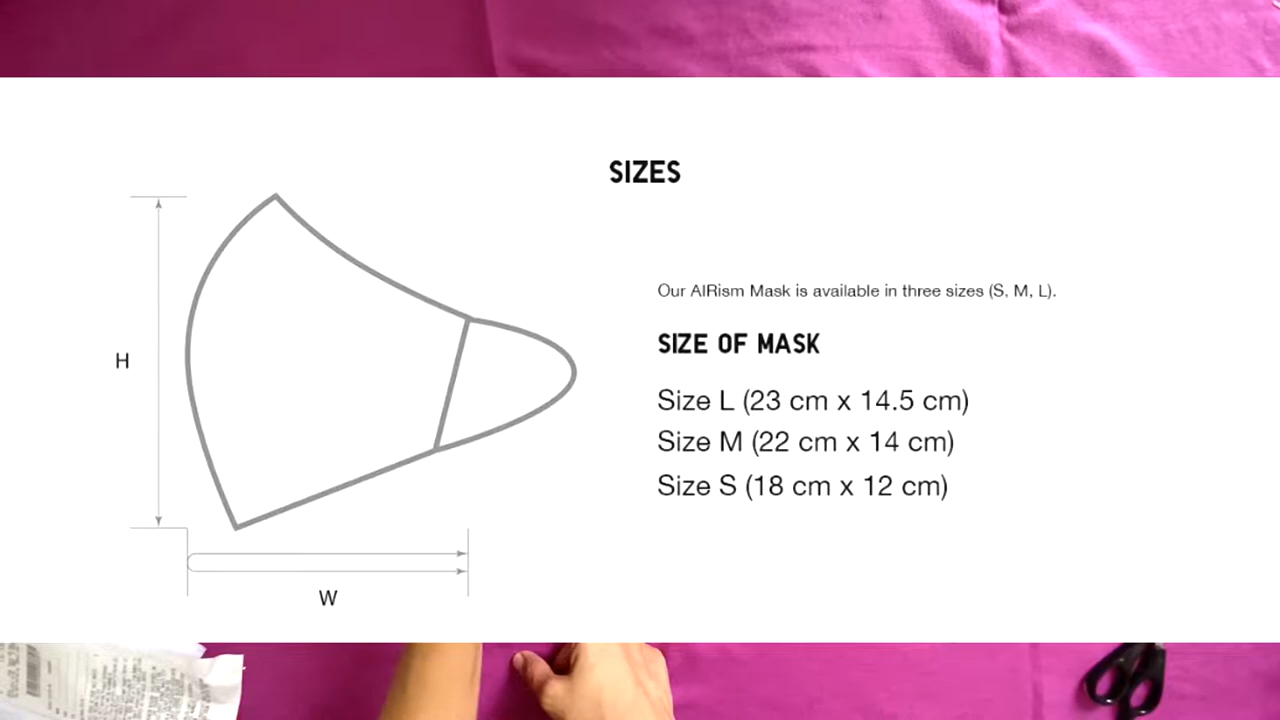 SIZES
Our AIRism Mask is available in three sizes (S, M, L).
SIZE OF MASK
Size L (23 cm x 14.5 cm)
Size M (22 cm x 14 cm)
Size S (18 cm x 12 cm)
H
W